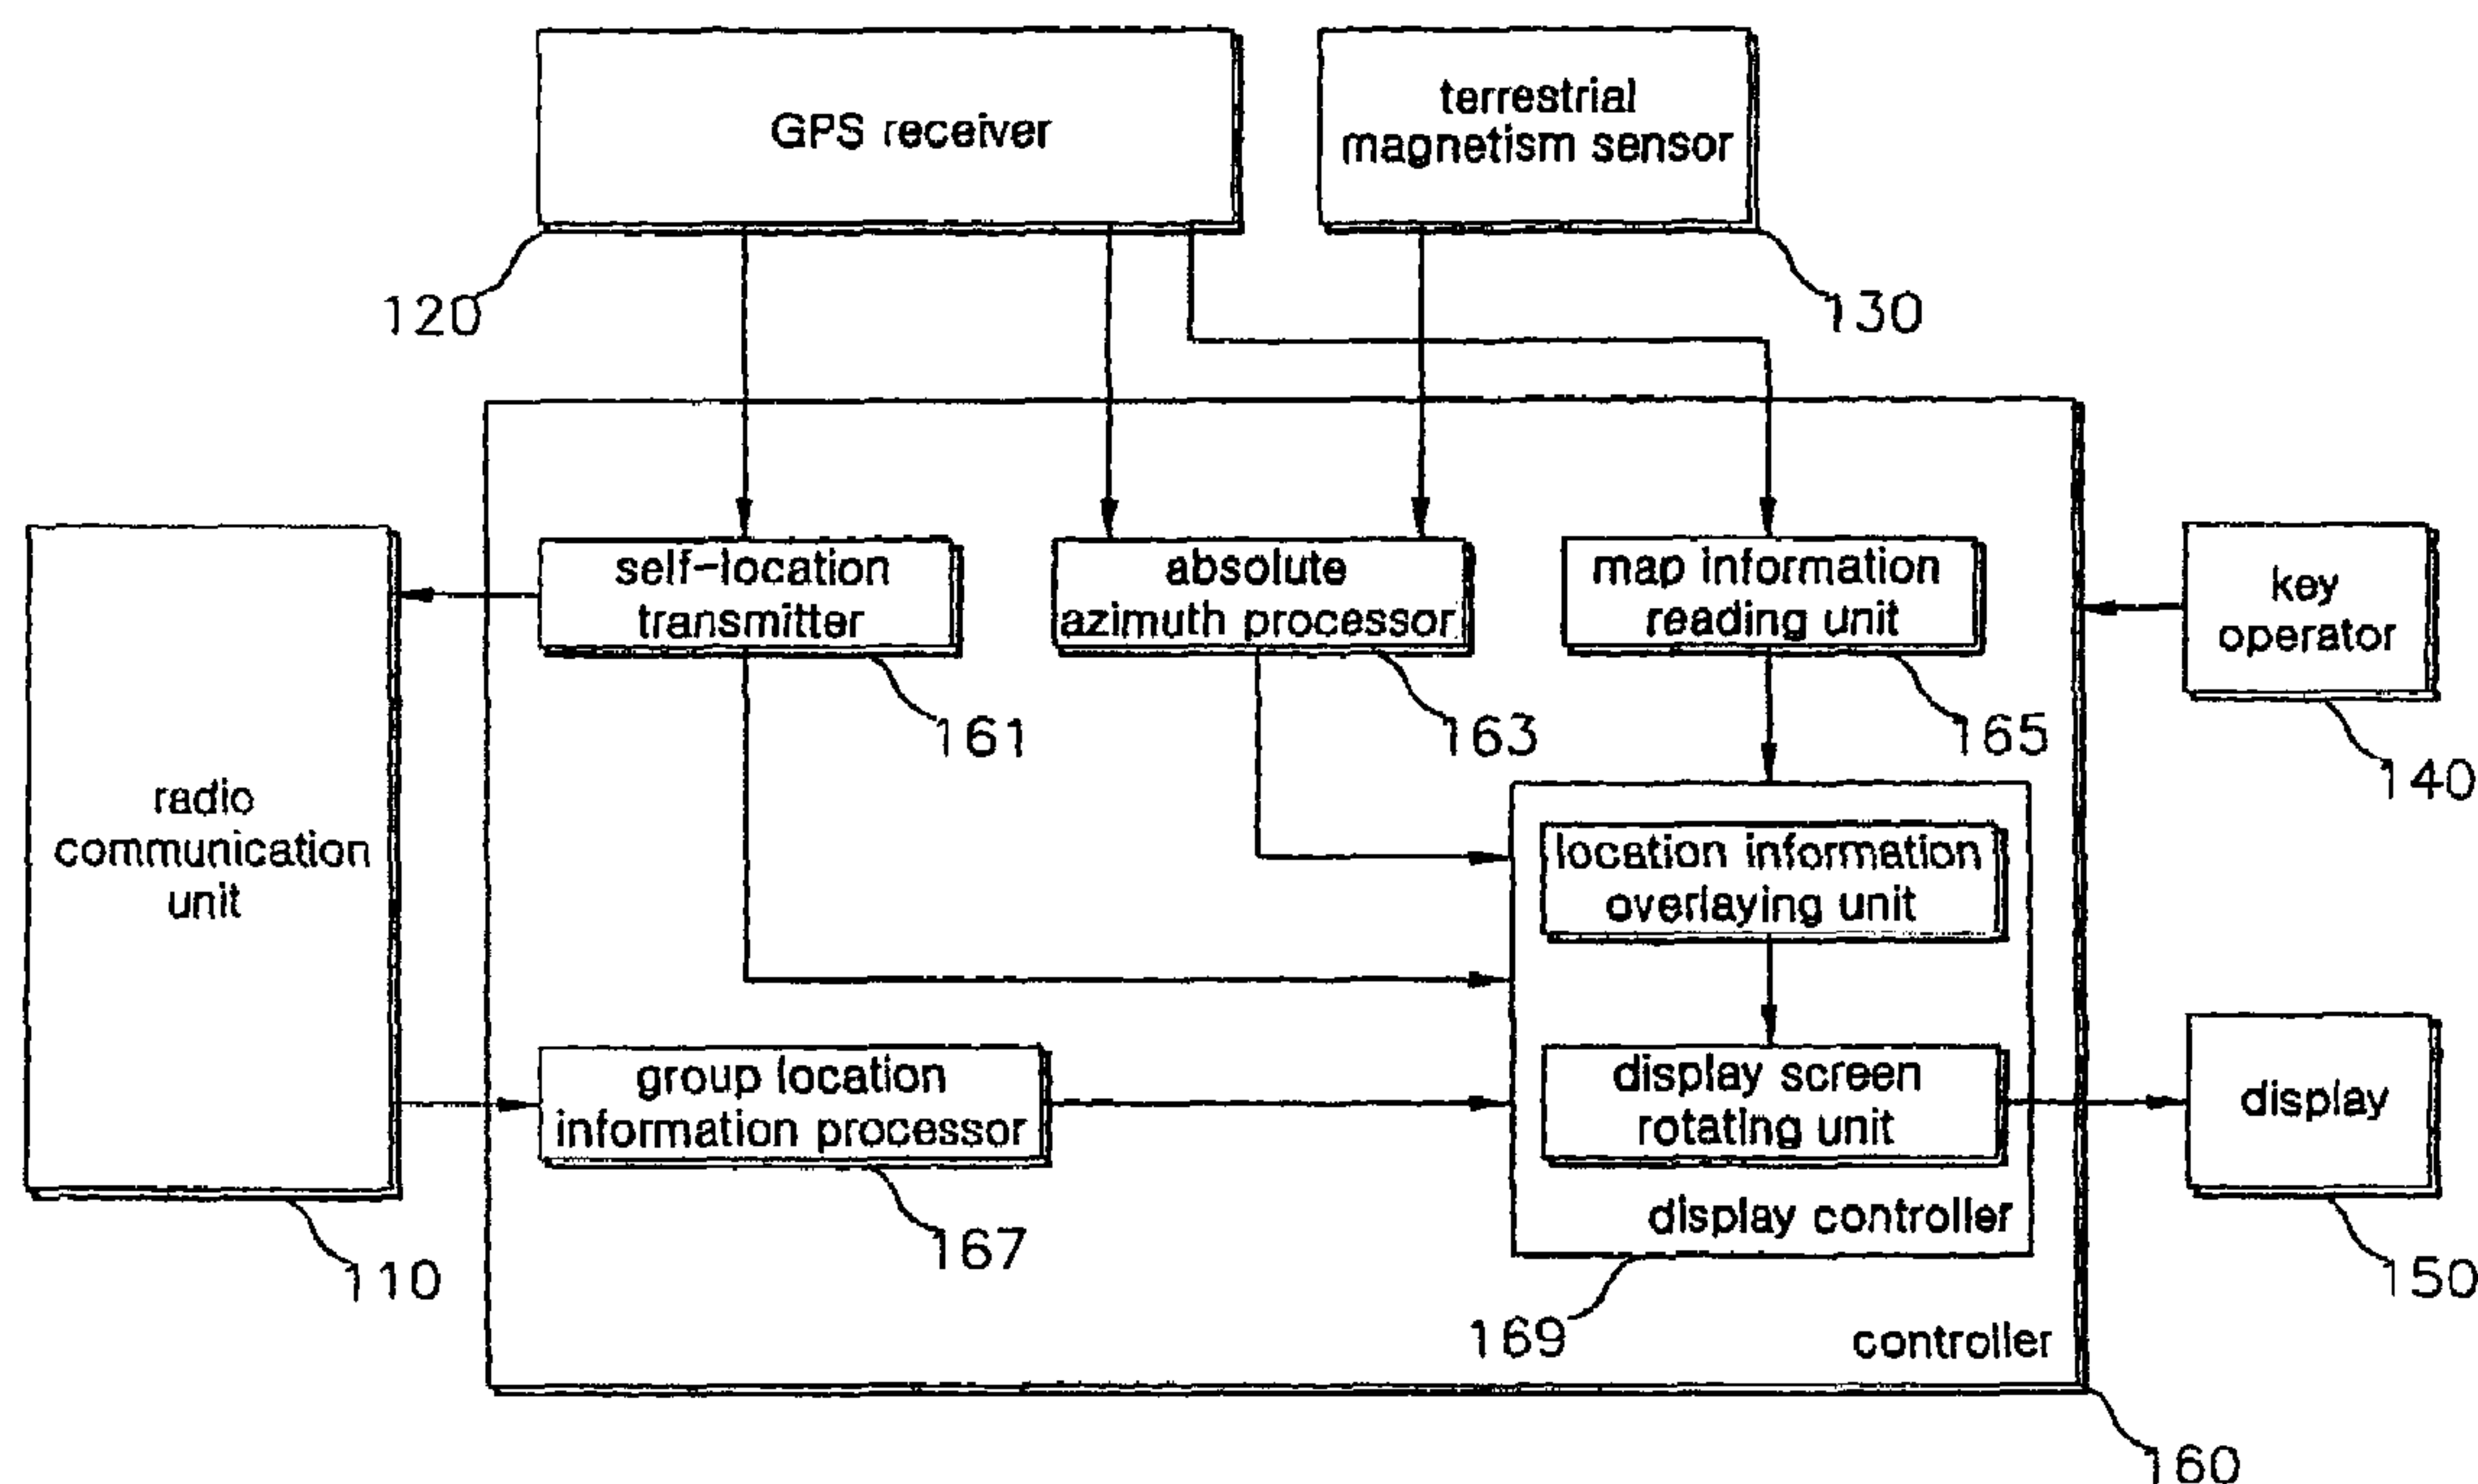 GPS receiver
terrestrial
magnetism sensor
120
130
self-location
transmitter
absolute
azimuth processor
map information
reading unit
key
operator
161
163
165
140
radio
communication
unit
location information
overlaying unit
group location
information processor
display screen
rotating unit
display
display controller
167
110
150
169
controller
160